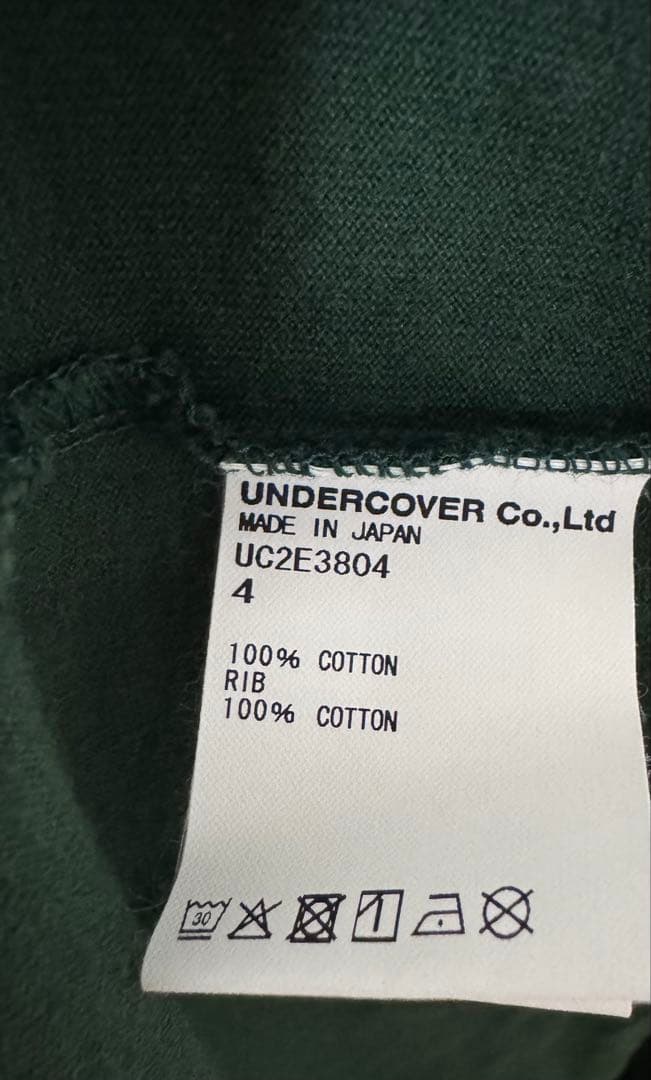 UNDERCOVER Co.,Ltd
MADE IN JAPAN
UC2E3804
4
100% COTTON
RIB
100% COTTON
30